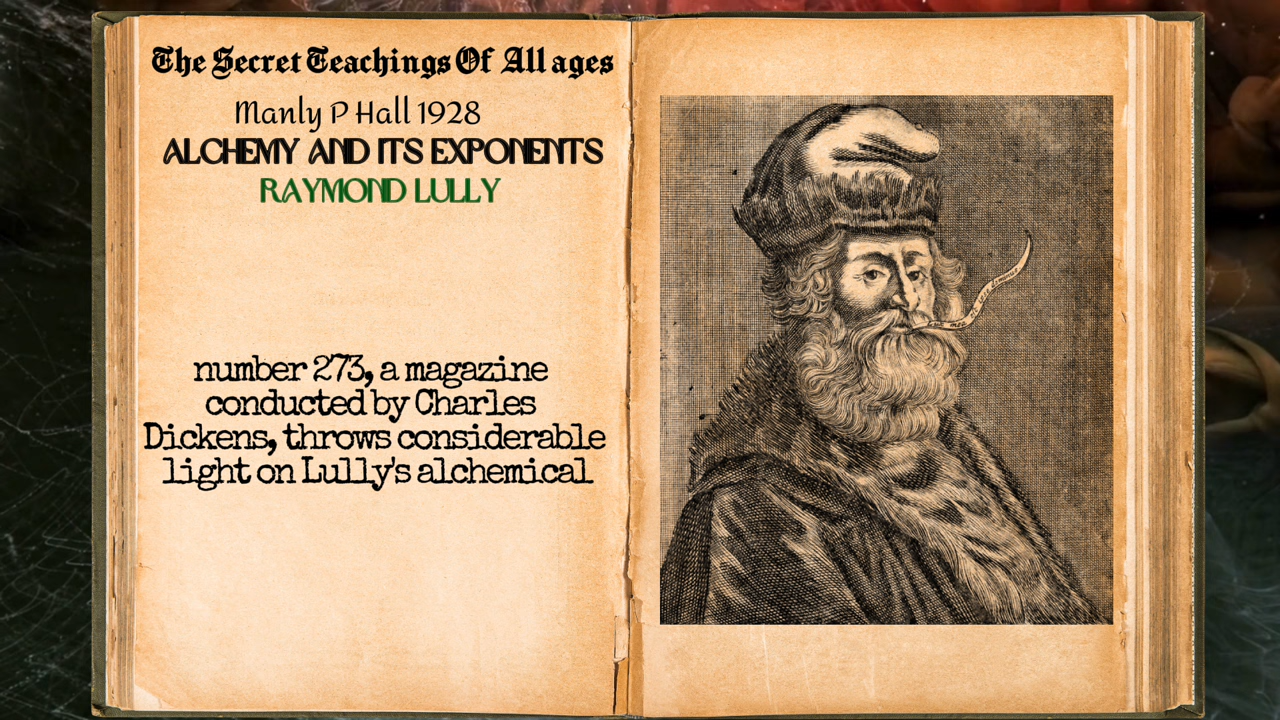 The Secret Teachings Of All ages
Manly P Hall 1928
ALCHEMY AND ITS EXPONENTS
RAYMOND LULLY
number 273, a magazine
conducted by Charles
Dickens, throws considerable
light on Lully's alchemical